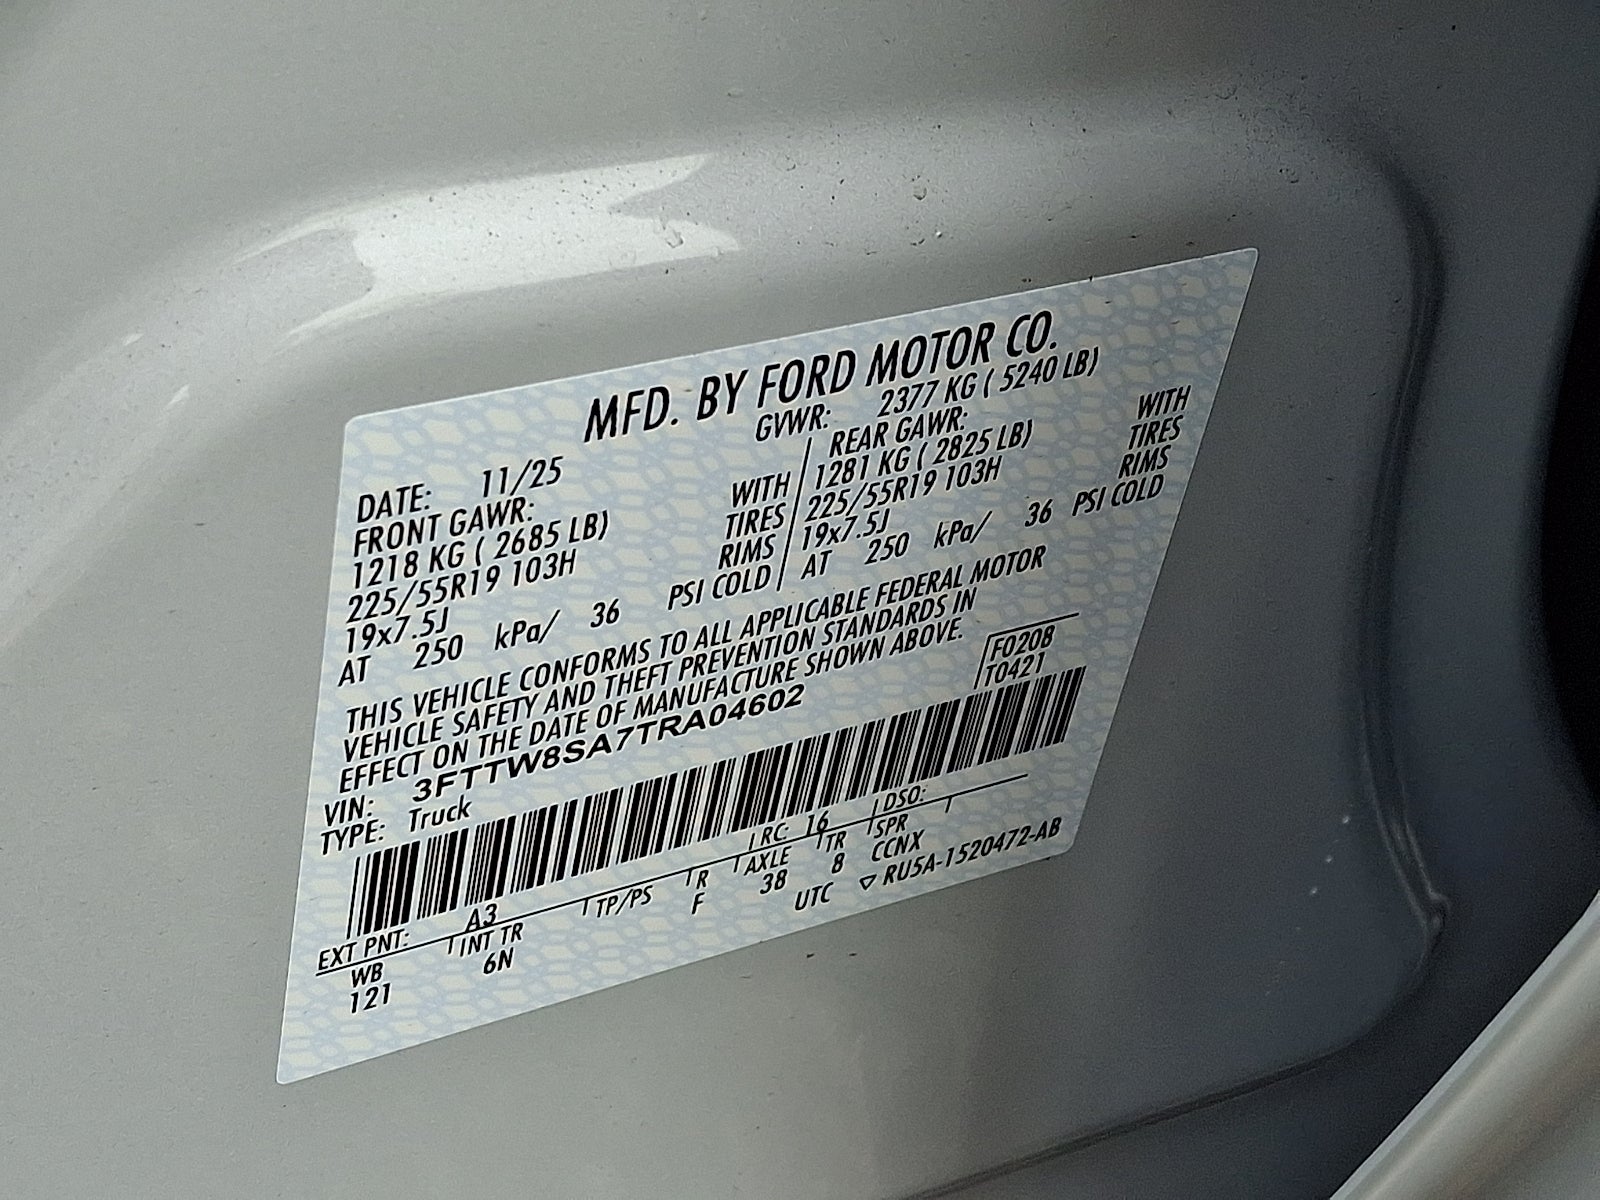 MFD. BY FORD MOTOR CO.
DATE: 11/25 GVWR: 2377 KG ( 5240 LB)
FRONT GAWR: REAR GAWR:
1218 KG ( 2685 LB) WITH 1281 KG ( 2825 LB) WITH
225/55R19 103H TIRES 225/55R19 103H TIRES
19x7.5J RIMS 19x7.5J RIMS
AT 250 kPa/ 36 PSI COLD AT 250 kPa/ 36 PSI COLD
THIS VEHICLE CONFORMS TO ALL APPLICABLE FEDERAL MOTOR
VEHICLE SAFETY AND THEFT PREVENTION STANDARDS IN
EFFECT ON THE DATE OF MANUFACTURE SHOWN ABOVE.
VIN: 3FTTW8SA7TRA04602 F0208
TYPE: Truck T0421
EXT PNT: A3 RC: 16 DSO:
WB INT TR TP/PS R AXLE TR SPR
121 6N F 38 8 CCNX
UTC ▽ RU5A-1520472-AB